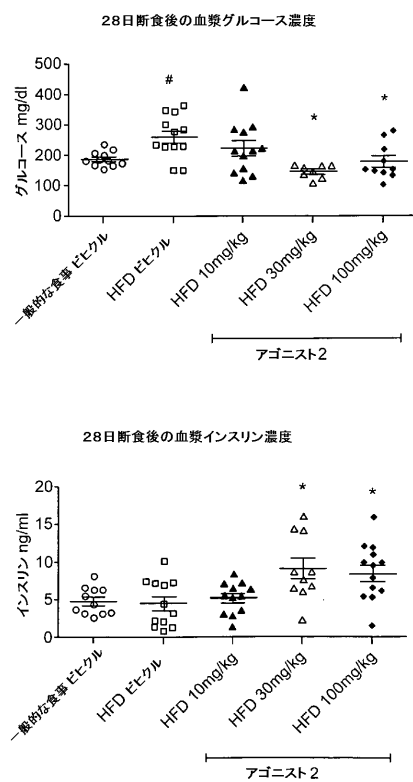 28日断食後の血漿グルコース濃度
グルコース mg/dl
500
400
300
200
100
0
#
*
*
一般的な食事 ビヒクル
HFD ビヒクル
HFD 10mg/kg
HFD 30mg/kg
HFD 100mg/kg
アゴニスト2
28日断食後の血漿インスリン濃度
インスリン ng/ml
20
15
10
5
0
*
*
一般的な食事 ビヒクル
HFD ビヒクル
HFD 10mg/kg
HFD 30mg/kg
HFD 100mg/kg
アゴニスト2